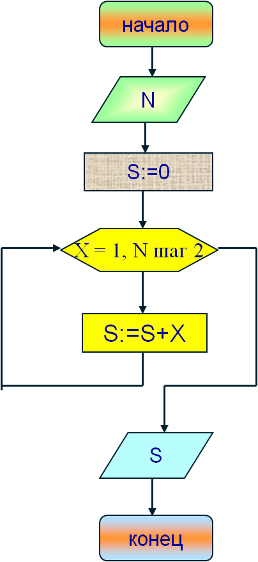 начало
N
S:=0
X = 1, N шаг 2
S:=S+X
S
конец